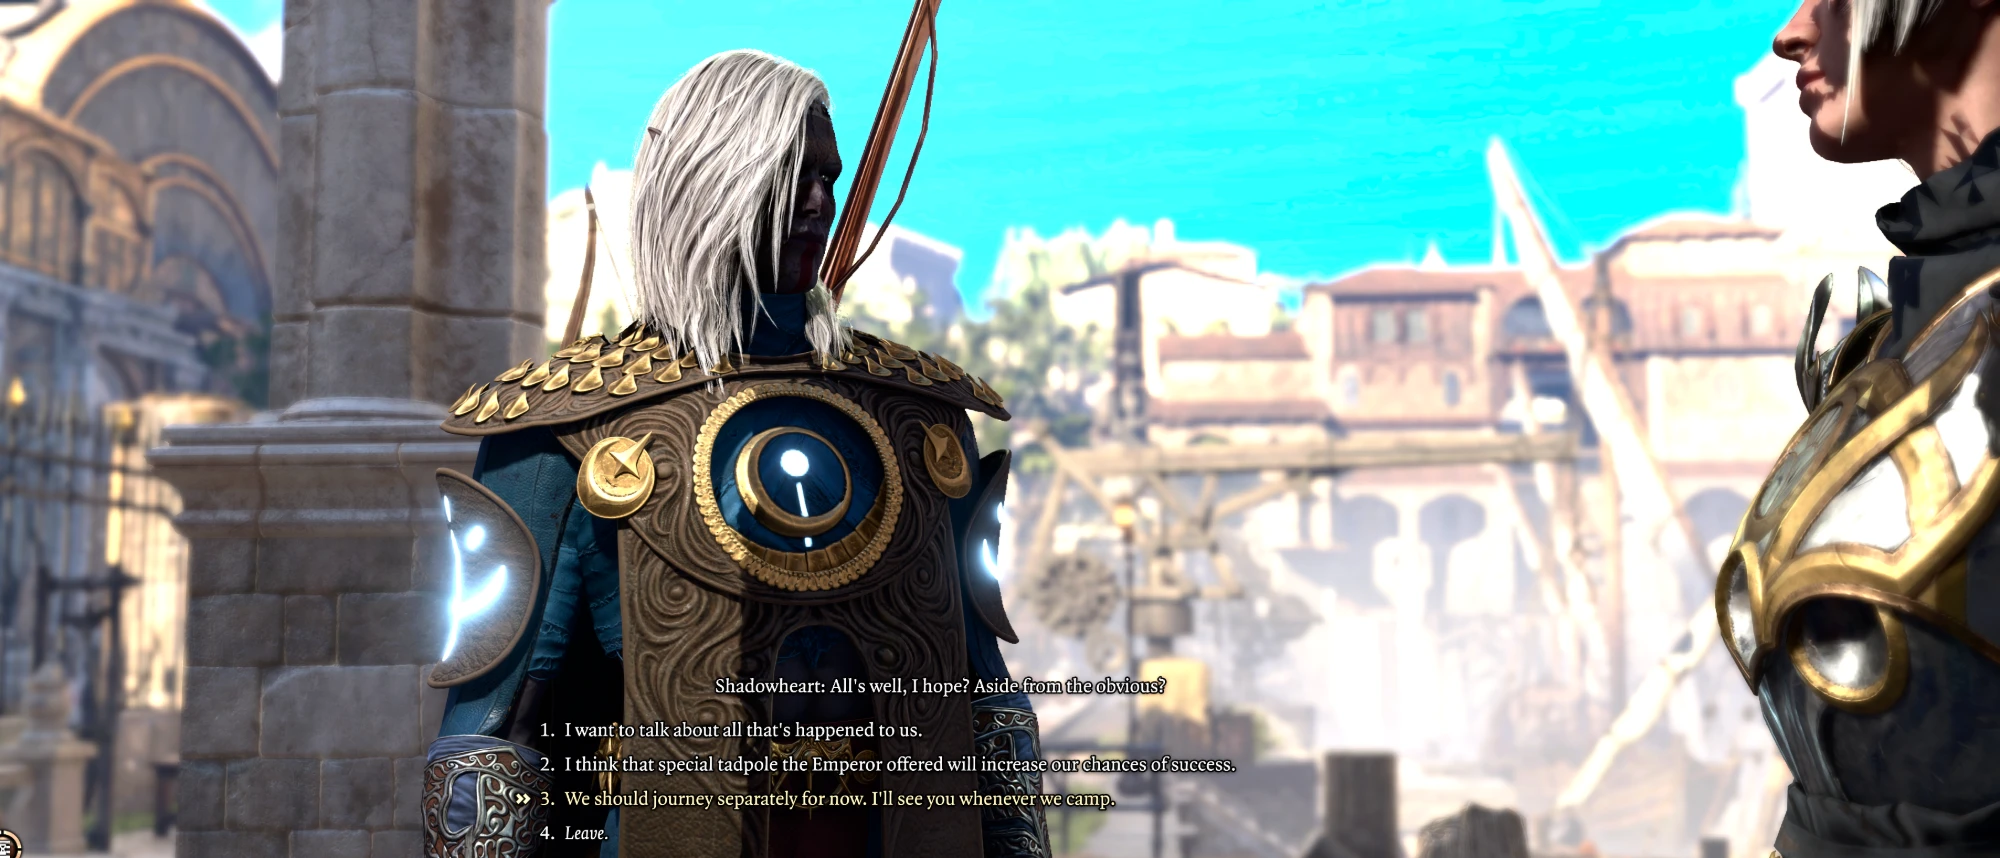 Shadowheart: All's well, I hope? Aside from the obvious?
1. I want to talk about all that's happened to us.
2. I think that special tadpole the Emperor offered will increase our chances of success.
3. We should journey separately for now. I'll see you whenever we camp.
4. Leave.